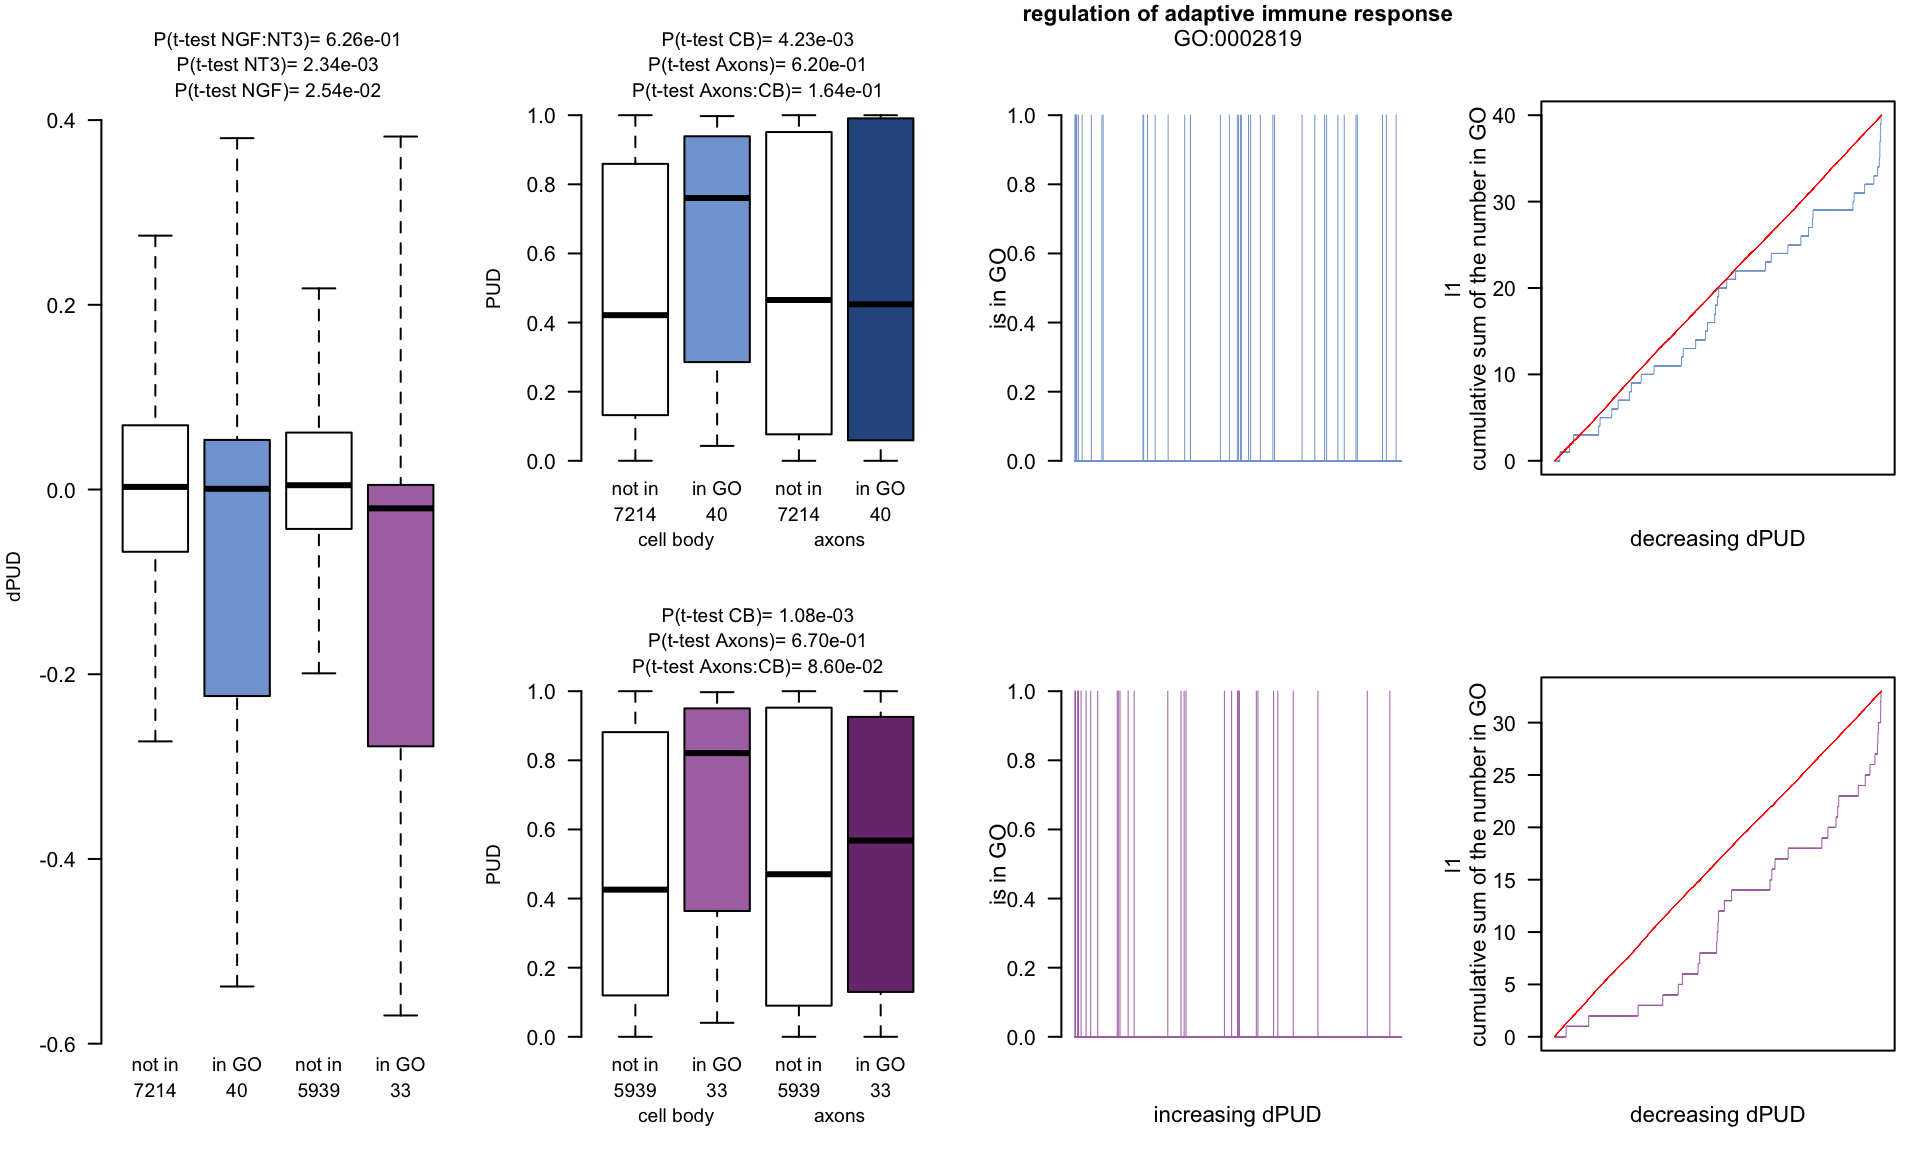 regulation of adaptive immune response
GO:0002819
P(t-test NGF:NT3)= 6.26e-01
P(t-test NT3)= 2.34e-03
P(t-test NGF)= 2.54e-02
dPUD
0.4
0.2
0.0
-0.2
-0.4
-0.6
not in
7214
in GO
40
not in
5939
in GO
33
P(t-test CB)= 4.23e-03
P(t-test Axons)= 6.20e-01
P(t-test Axons:CB)= 1.64e-01
PUD
1.0
0.8
0.6
0.4
0.2
0.0
not in
7214
in GO
40
not in
7214
in GO
40
cell body
axons
is in GO
1.0
0.8
0.6
0.4
0.2
0.0
I1
cumulative sum of the number in GO
40
30
20
10
0
decreasing dPUD
P(t-test CB)= 1.08e-03
P(t-test Axons)= 6.70e-01
P(t-test Axons:CB)= 8.60e-02
PUD
1.0
0.8
0.6
0.4
0.2
0.0
not in
5939
in GO
33
not in
5939
in GO
33
cell body
axons
is in GO
1.0
0.8
0.6
0.4
0.2
0.0
increasing dPUD
I1
cumulative sum of the number in GO
30
25
20
15
10
5
0
decreasing dPUD